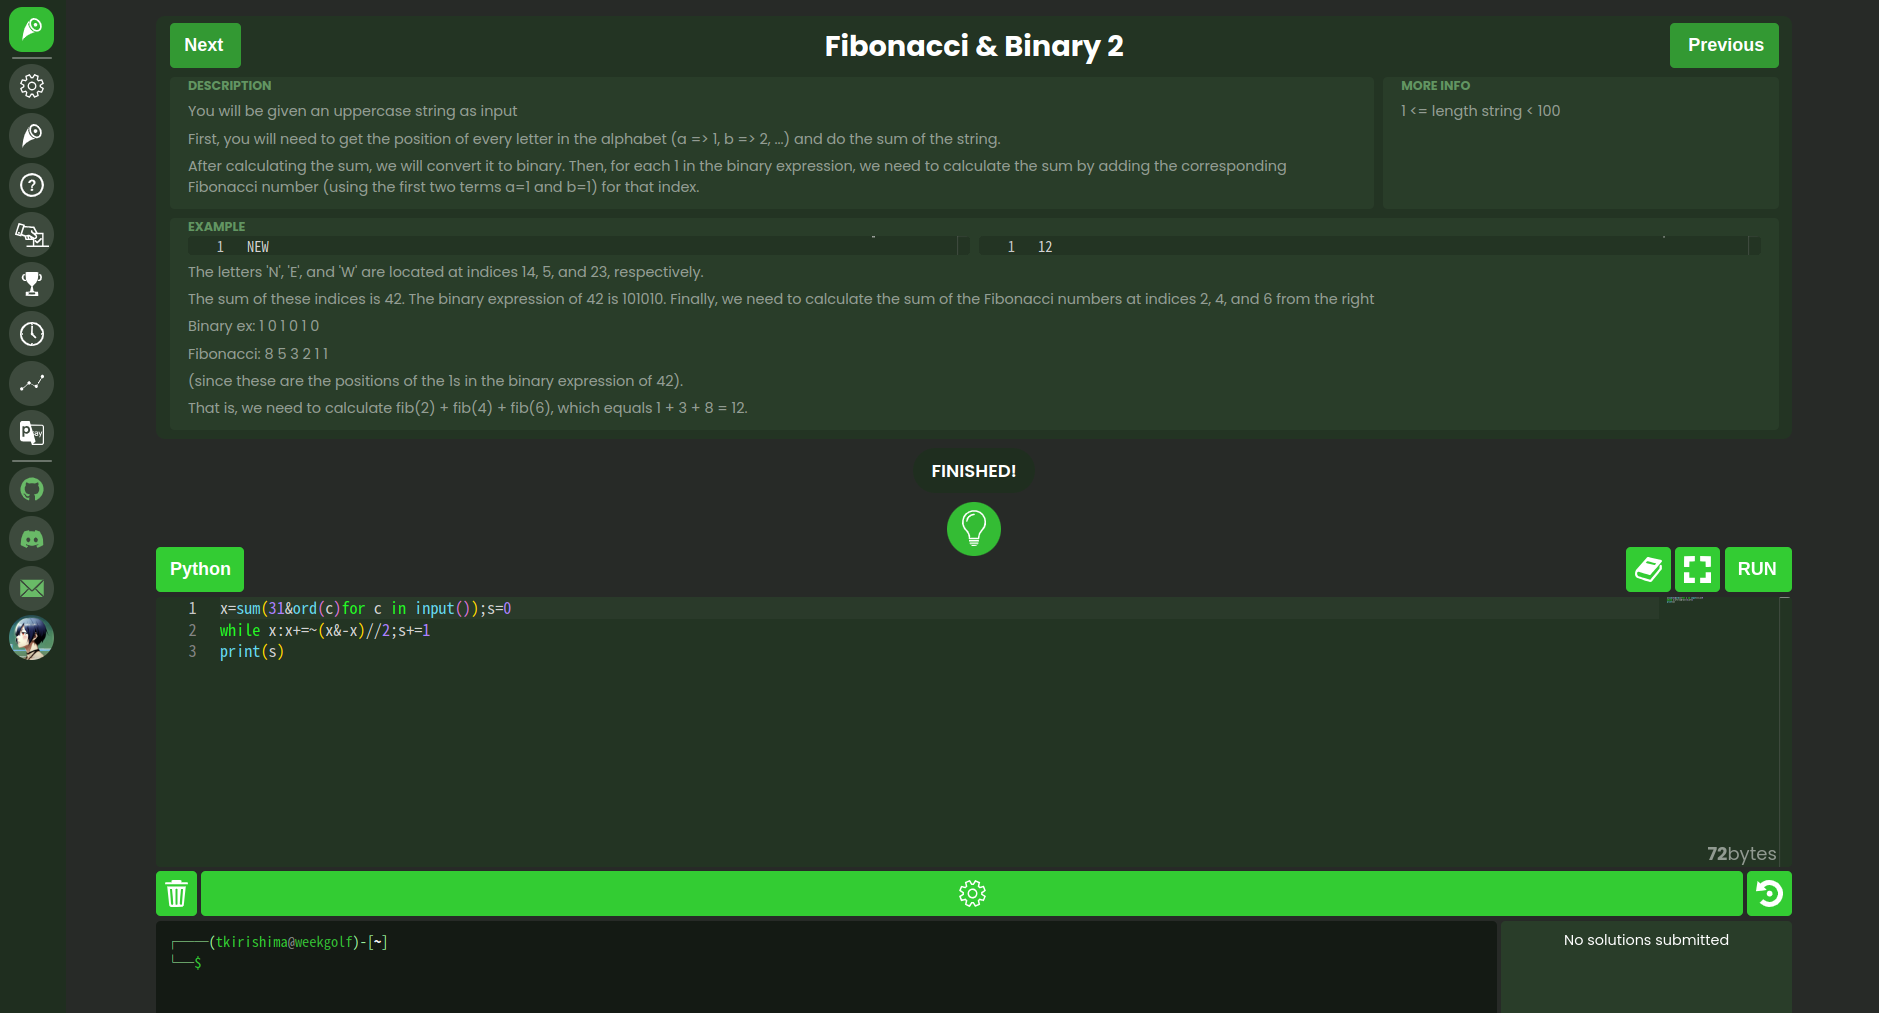 Next
Fibonacci & Binary 2
Previous
DESCRIPTION
You will be given an uppercase string as input
First, you will need to get the position of every letter in the alphabet (a => 1, b => 2, ...) and do the sum of the string.
After calculating the sum, we will convert it to binary. Then, for each 1 in the binary expression, we need to calculate the sum by adding the corresponding
Fibonacci number (using the first two terms a=1 and b=1) for that index.
MORE INFO
1 <= length string < 100
EXAMPLE
1 NEW
1 12
The letters 'N', 'E', and 'W' are located at indices 14, 5, and 23, respectively.
The sum of these indices is 42. The binary expression of 42 is 101010. Finally, we need to calculate the sum of the Fibonacci numbers at indices 2, 4, and 6 from the right
Binary ex: 1 0 1 0 1 0
Fibonacci: 8 5 3 2 1 1
(since these are the positions of the 1s in the binary expression of 42).
That is, we need to calculate fib(2) + fib(4) + fib(6), which equals 1 + 3 + 8 = 12.
FINISHED!
Python
RUN
1 x=sum(31&ord(c)for c in input());s=0
2 while x:x+=~(x&-x)//2;s+=1
3 print(s)
72bytes
┌────(tkirishima@weekgolf)-[~]
└──$
No solutions submitted